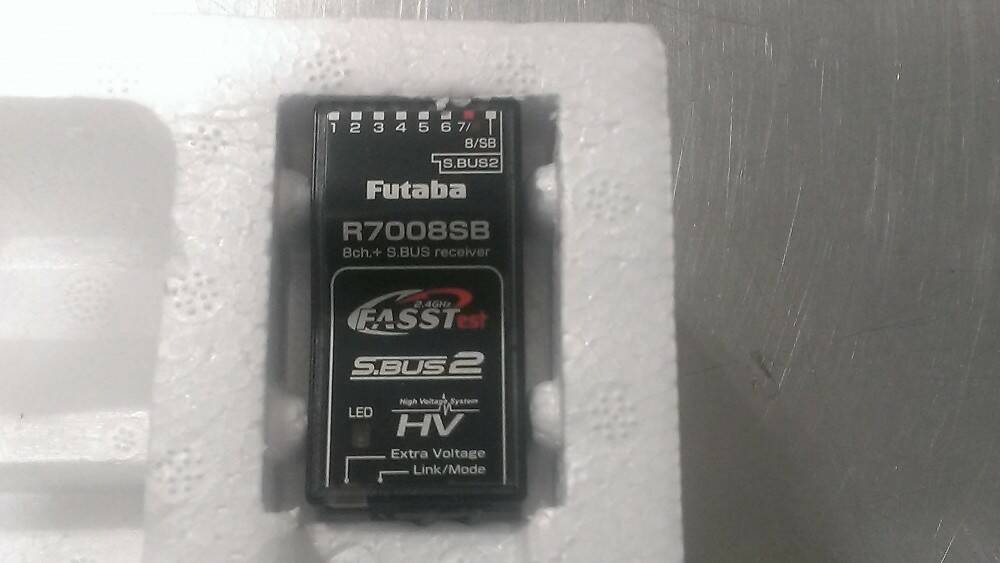 1 2 3 4 5 6 7/
8/SB
S.BUS2
Futaba
R7008SB
8ch.+ S.BUS receiver
2.4GHz
FASSTest
S.BUS2
High Voltage System
LED
HV
Extra Voltage
Link/Mode